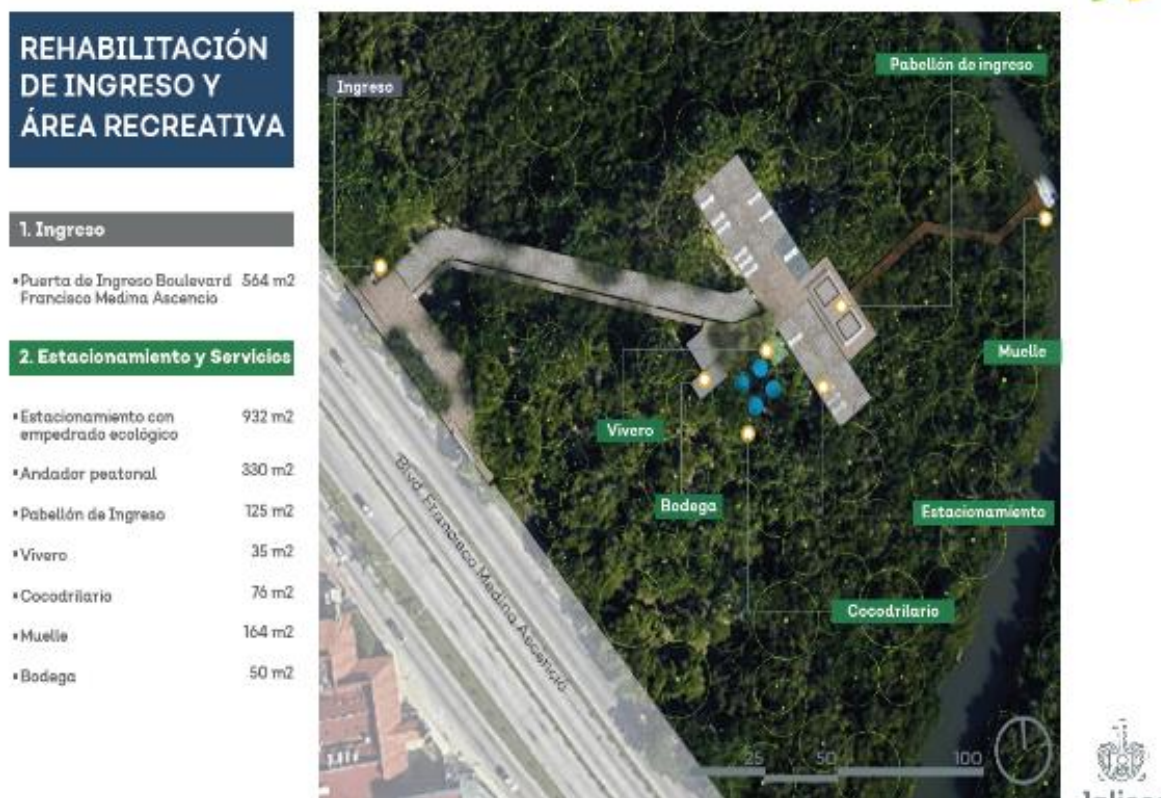 REHABILITACIÓN
DE INGRESO Y
ÁREA RECREATIVA
1. Ingreso
Puerta de Ingreso Boulevard 564 m2
Francisco Medina Ascencio
2. Estacionamiento y Servicios
Estacionamiento con 932 m2
empedrado ecológico
Andador peatonal 330 m2
Pabellón de Ingreso 125 m2
Vivero 35 m2
Cocodrilario 76 m2
Muelle 164 m2
Bodega 50 m2
Ingreso
Pabellón de ingreso
Muelle
Vivero
Bodega
Estacionamiento
Cocodrilario
Blvd. Francisco Medina Ascencio
25 50 100